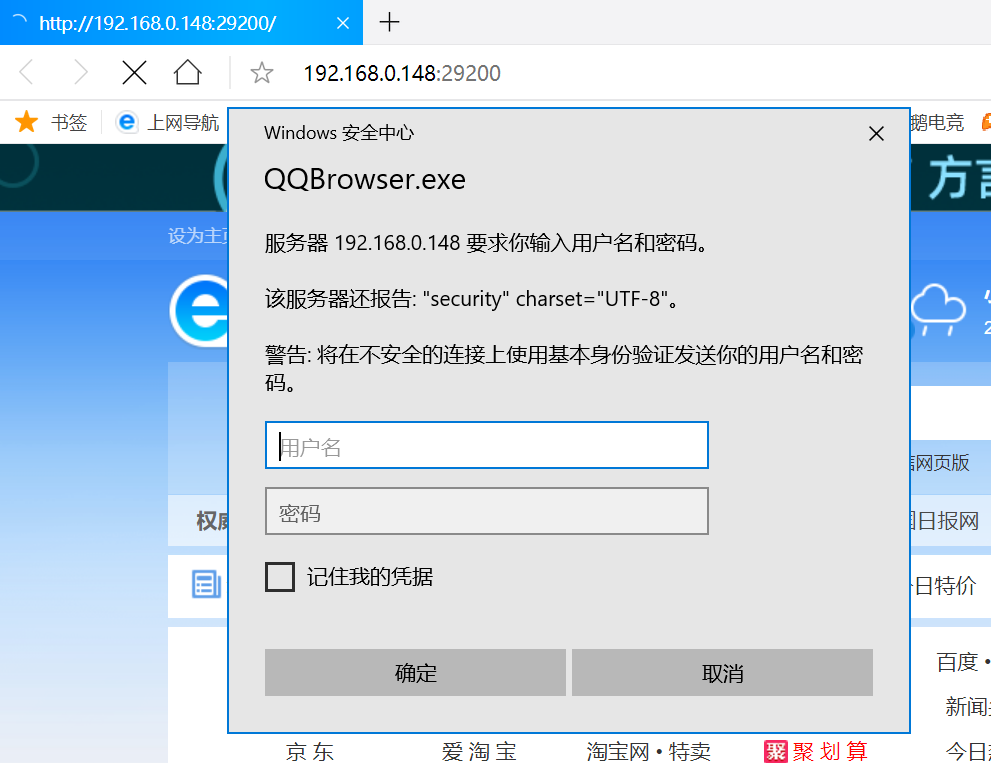 http://192.168.0.148:29200/
192.168.0.148:29200
书签 上网导航 鹅电竞
Windows 安全中心
QQBrowser.exe
方言
设为主页
服务器 192.168.0.148 要求你输入用户名和密码。
该服务器还报告: "security" charset="UTF-8"。
警告: 将在不安全的连接上使用基本身份验证发送你的用户名和密
码。
用户名
网页版
密码
权威
日报网
记住我的凭据
日特价
百度 •
确定 取消
新闻
京 东 爱 淘 宝 淘宝网 • 特卖 聚 聚 划 算 今日